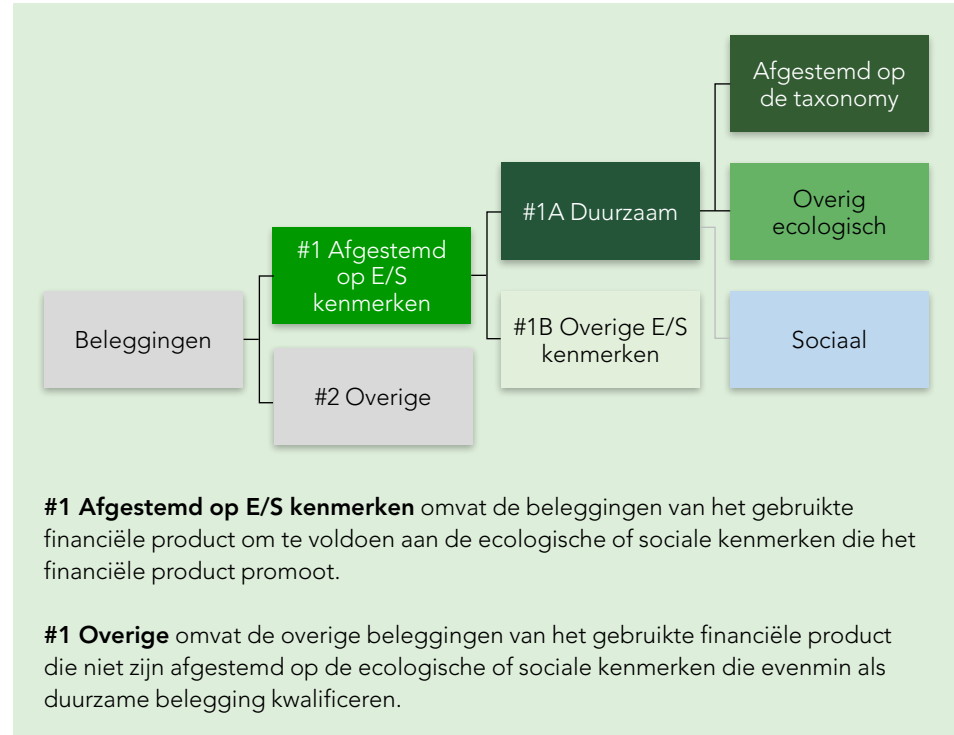 Afgestemd op
de taxonomy
#1A Duurzaam
Overig
ecologisch
#1 Afgestemd
op E/S
kenmerken
Beleggingen
#1B Overige E/S
kenmerken
Sociaal
#2 Overige
#1 Afgestemd op E/S kenmerken omvat de beleggingen van het gebruikte
financiële product om te voldoen aan de ecologische of sociale kenmerken die het
financiële product promoot.
#1 Overige omvat de overige beleggingen van het gebruikte financiële product
die niet zijn afgestemd op de ecologische of sociale kenmerken die evenmin als
duurzame belegging kwalificeren.